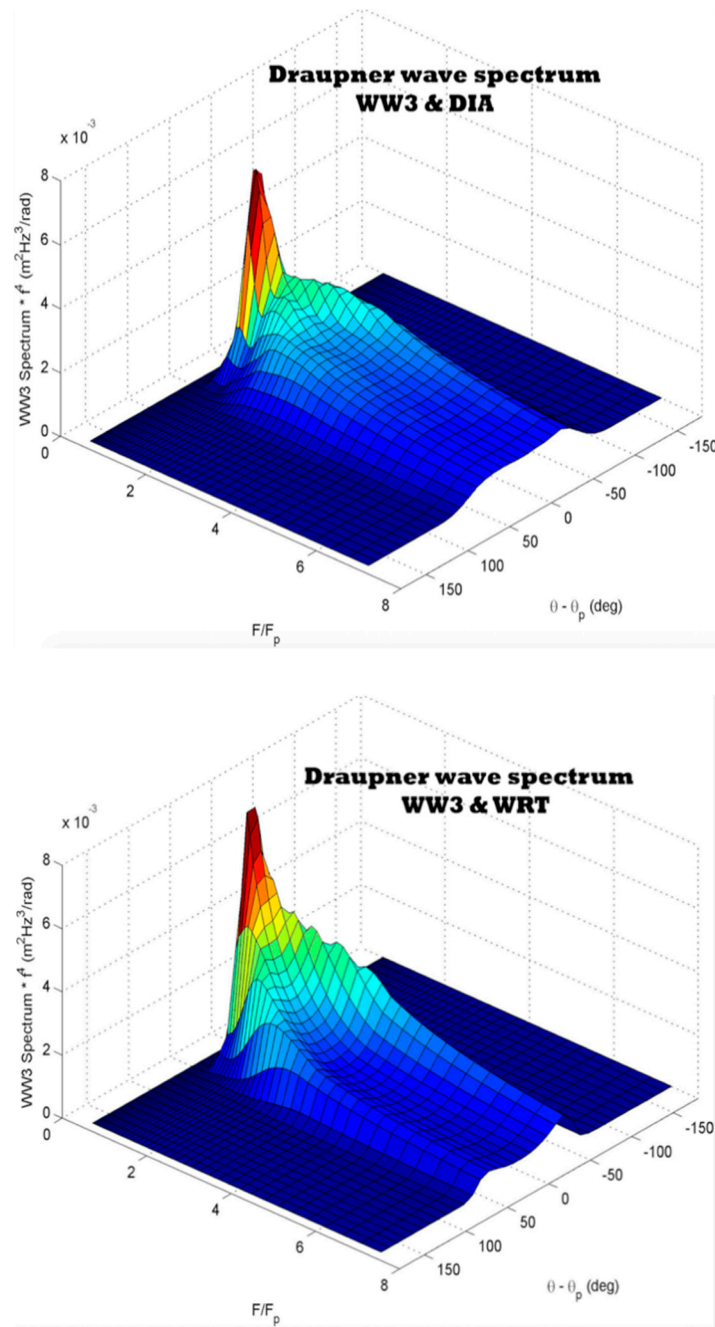 Draupner wave spectrum
WW3 & DIA
x 10⁻³
8
6
4
2
0
WW3 Spectrum * f⁴ (m²Hz³/rad)
0
2
4
6
8
F/Fₚ
150
100
50
0
-50
-100
-150
θ - θₚ (deg)
Draupner wave spectrum
WW3 & WRT
x 10⁻³
8
6
4
2
0
WW3 Spectrum * f⁴ (m²Hz³/rad)
0
2
4
6
8
F/Fₚ
150
100
50
0
-50
-100
-150
θ - θₚ (deg)